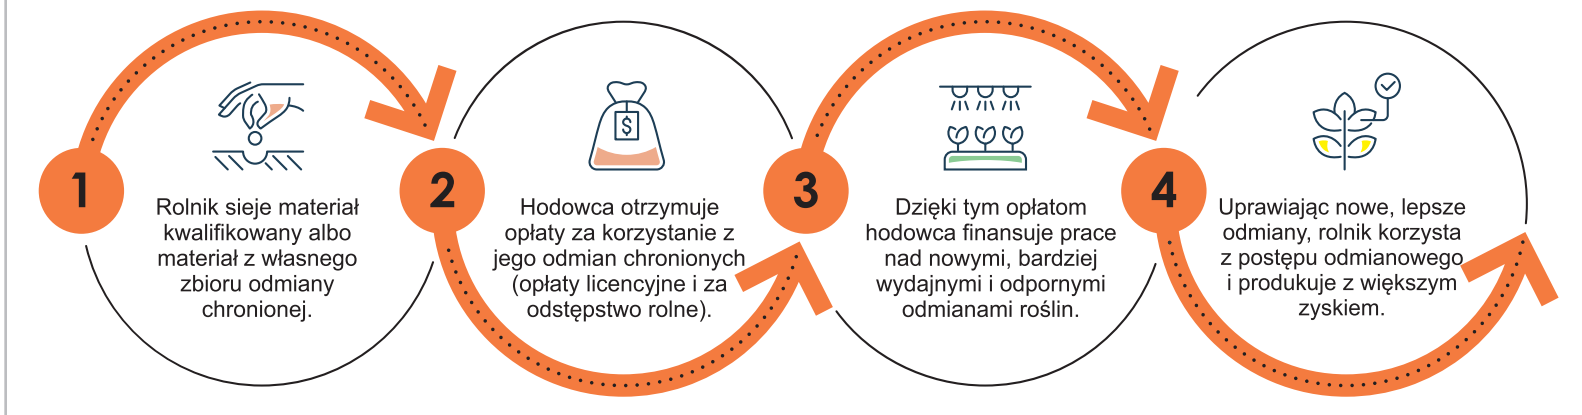 1
Rolnik sieje materiał
kwalifikowany albo
materiał z własnego
zbioru odmiany
chronionej.
2
$
Hodowca otrzymuje
opłaty za korzystanie z
jego odmian chronionych
(opłaty licencyjne i za
odstępstwo rolne).
3
Dzięki tym opłatom
hodowca finansuje prace
nad nowymi, bardziej
wydajnymi i odpornymi
odmianami roślin.
4
Uprawiając nowe, lepsze
odmiany, rolnik korzysta
z postępu odmianowego
i produkuje z większym
zyskiem.